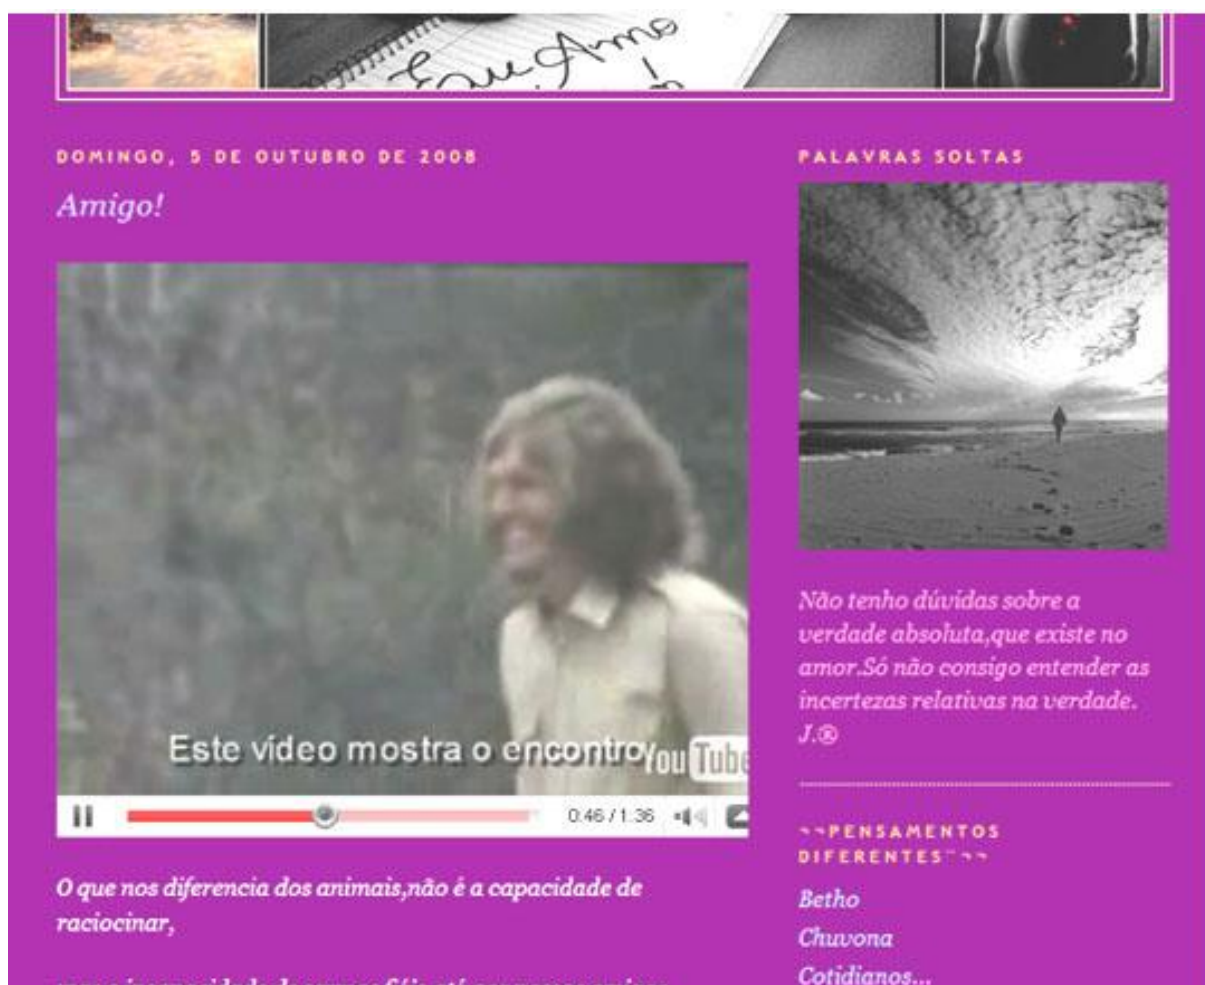 Eu Amo
DOMINGO, 5 DE OUTUBRO DE 2008
Amigo!
Este vídeo mostra o encontro
You Tube
0:46 / 1:36
O que nos diferencia dos animais,não é a capacidade de
raciocinar,
PALAVRAS SOLTAS
Não tenho dúvidas sobre a
verdade absoluta,que existe no
amor.Só não consigo entender as
incertezas relativas na verdade.
J.®
¬¬PENSAMENTOS
DIFERENTES¨¬¬
Betho
Chuvona
Cotidianos...